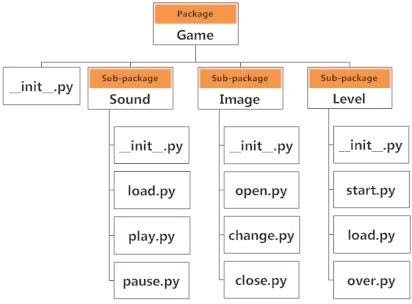 Package
Game
__init__.py
Sub-package
Sound
Sub-package
Image
Sub-package
Level
__init__.py
load.py
play.py
pause.py
__init__.py
open.py
change.py
close.py
__init__.py
start.py
load.py
over.py